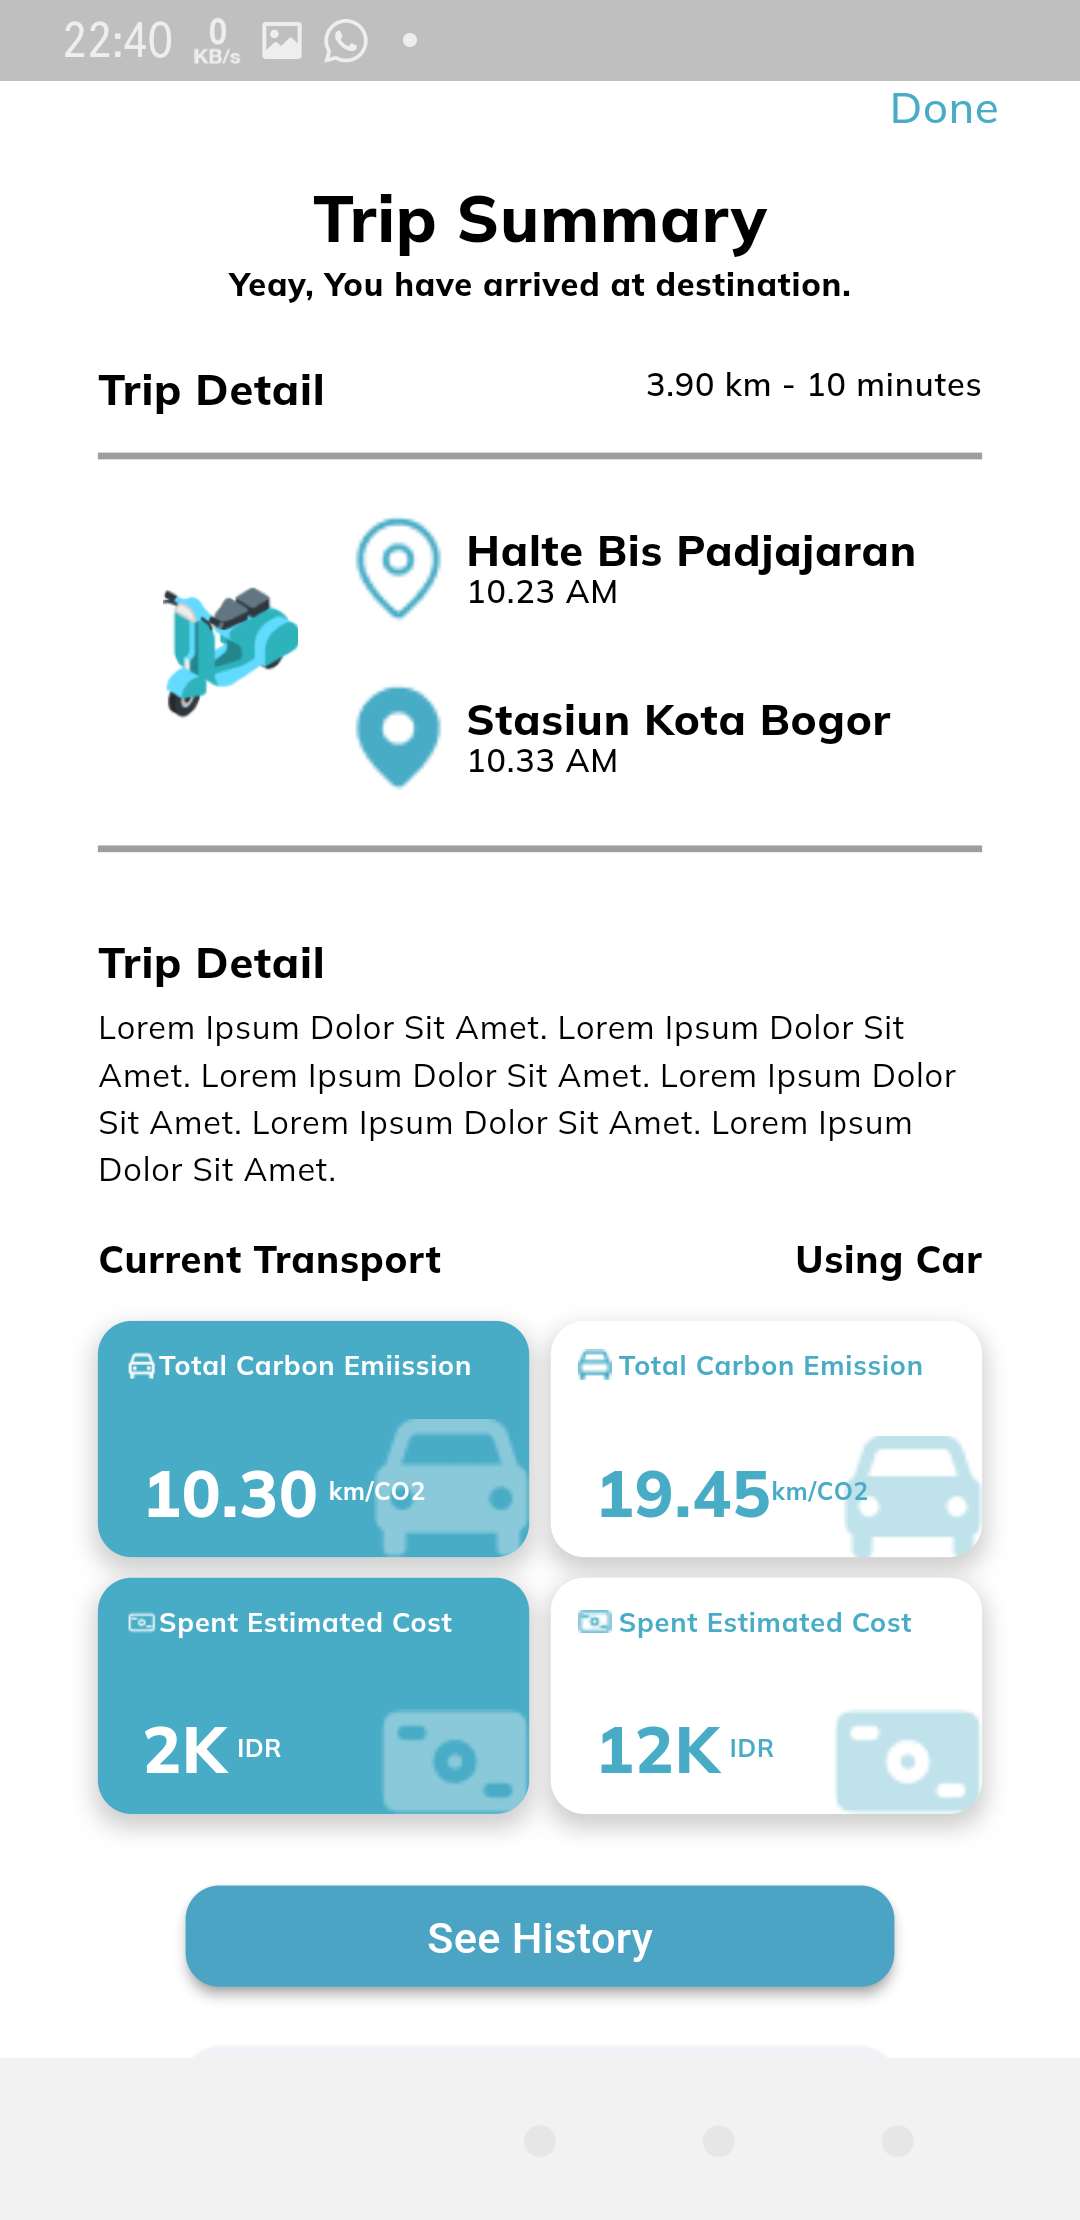 22:40 0 KB/s
Done
Trip Summary
Yeay, You have arrived at destination.
Trip Detail 3.90 km - 10 minutes
Halte Bis Padjajaran
10.23 AM
Stasiun Kota Bogor
10.33 AM
Trip Detail
Lorem Ipsum Dolor Sit Amet. Lorem Ipsum Dolor Sit
Amet. Lorem Ipsum Dolor Sit Amet. Lorem Ipsum Dolor
Sit Amet. Lorem Ipsum Dolor Sit Amet. Lorem Ipsum
Dolor Sit Amet.
Current Transport Using Car
Total Carbon Emiission
10.30 km/CO2
Total Carbon Emission
19.45 km/CO2
Spent Estimated Cost
2K IDR
Spent Estimated Cost
12K IDR
See History